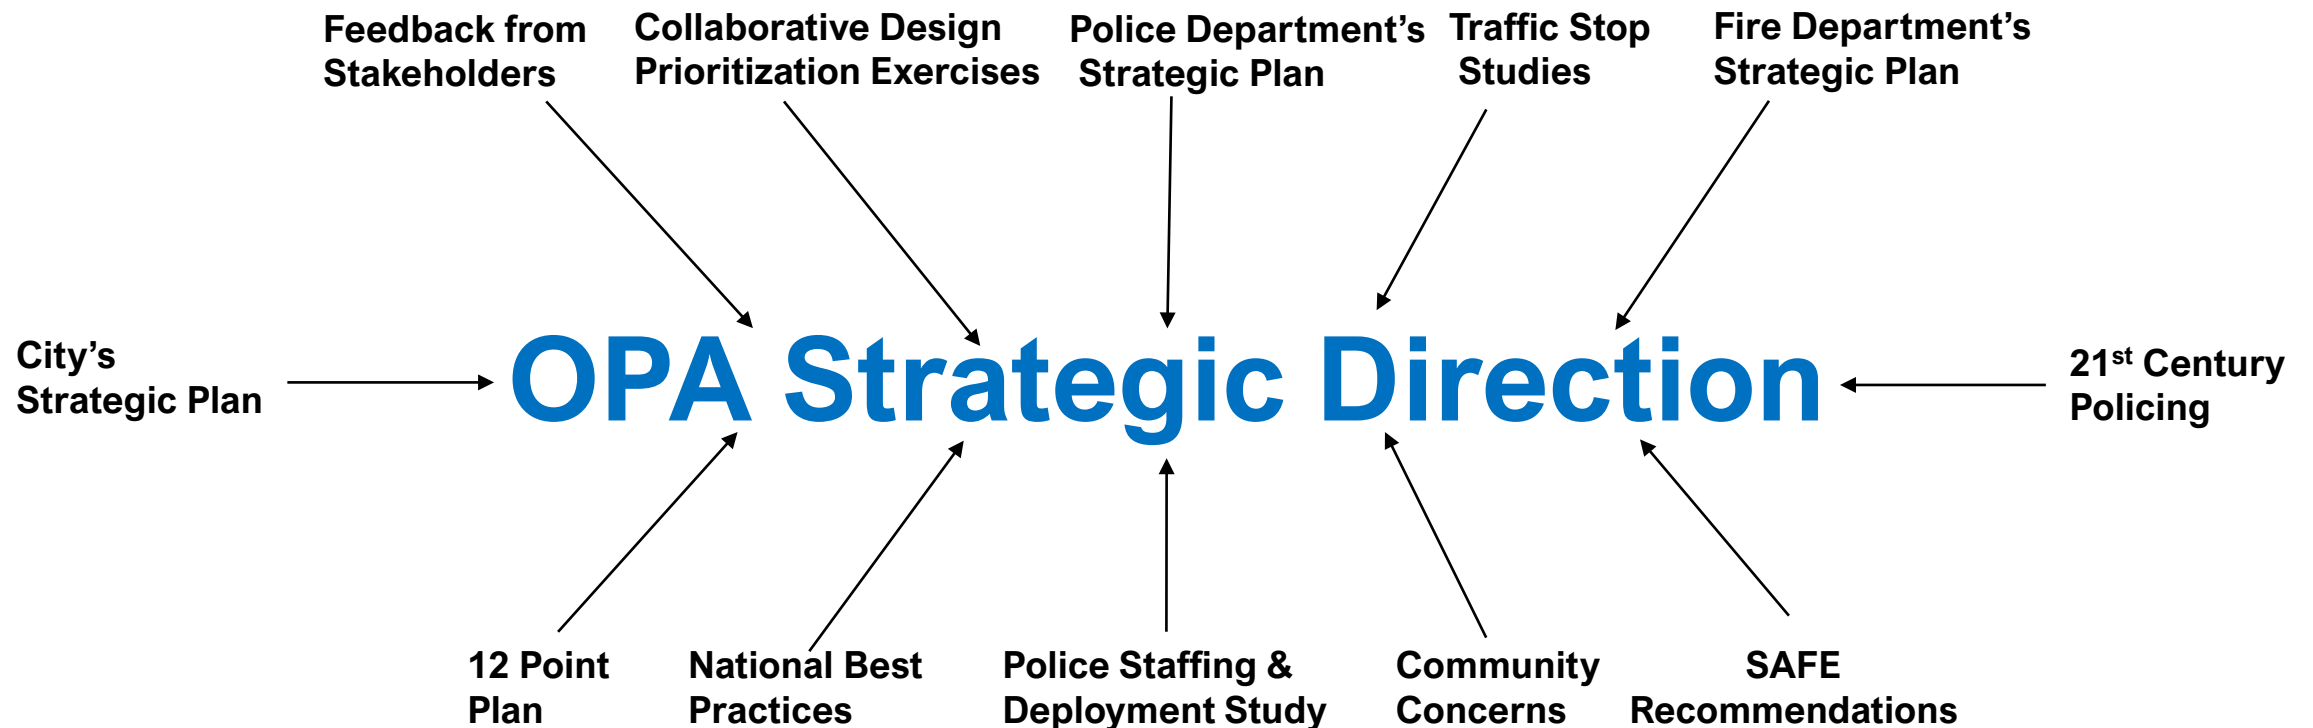 Feedback from
Stakeholders
Collaborative Design
Prioritization Exercises
Police Department’s
Strategic Plan
Traffic Stop
Studies
Fire Department’s
Strategic Plan
City’s
Strategic Plan
OPA Strategic Direction
21st Century
Policing
12 Point
Plan
National Best
Practices
Police Staffing &
Deployment Study
Community
Concerns
SAFE
Recommendations